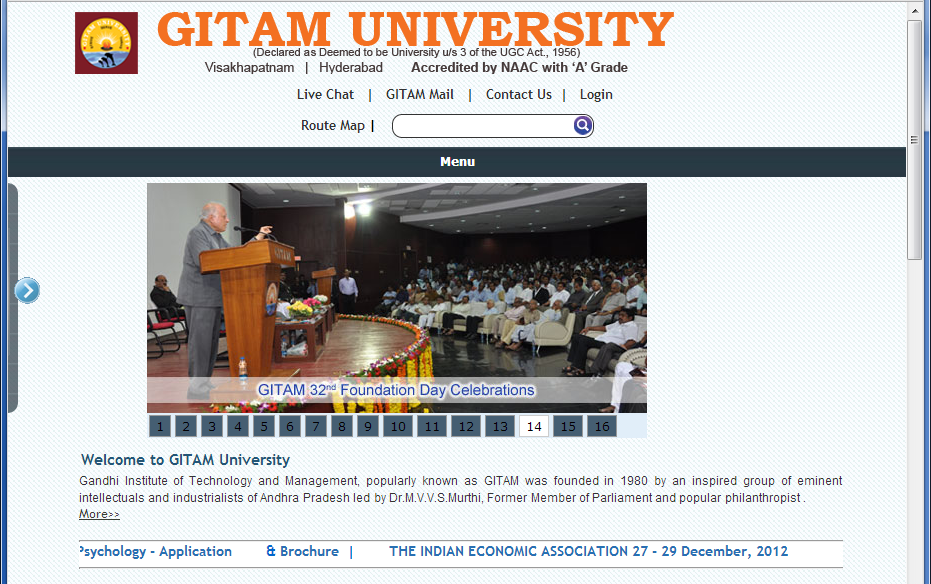 GITAM UNIVERSITY
(Declared as Deemed to be University u/s 3 of the UGC Act., 1956)
Visakhapatnam | Hyderabad Accredited by NAAC with ‘A’ Grade
Live Chat | GITAM Mail | Contact Us | Login
Route Map |
Menu
GITAM 32nd Foundation Day Celebrations
1 2 3 4 5 6 7 8 9 10 11 12 13 14 15 16
Welcome to GITAM University
Gandhi Institute of Technology and Management, popularly known as GITAM was founded in 1980 by an inspired group of eminent
intellectuals and industrialists of Andhra Pradesh led by Dr.M.V.V.S.Murthi, Former Member of Parliament and popular philanthropist .
More>>
Psychology - Application & Brochure | THE INDIAN ECONOMIC ASSOCIATION 27 - 29 December, 2012